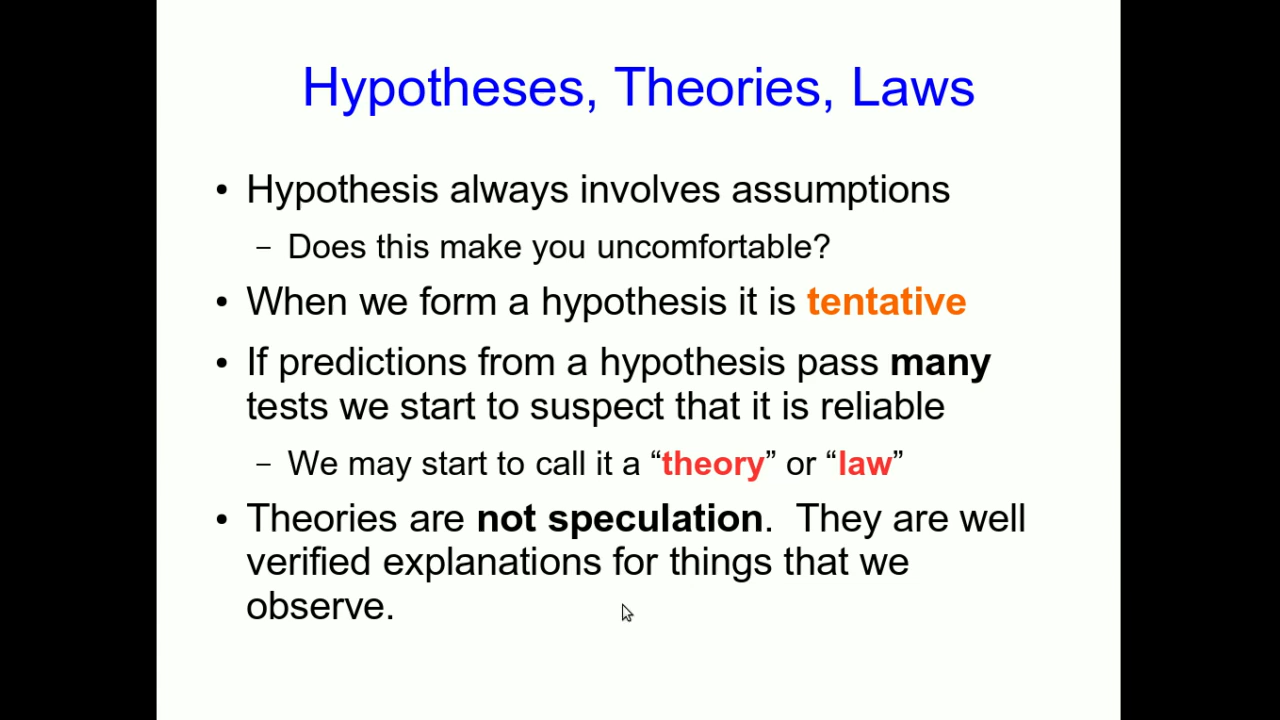 Hypotheses, Theories, Laws
• Hypothesis always involves assumptions
– Does this make you uncomfortable?
• When we form a hypothesis it is tentative
• If predictions from a hypothesis pass many
tests we start to suspect that it is reliable
– We may start to call it a “theory” or “law”
• Theories are not speculation.  They are well
verified explanations for things that we
observe.